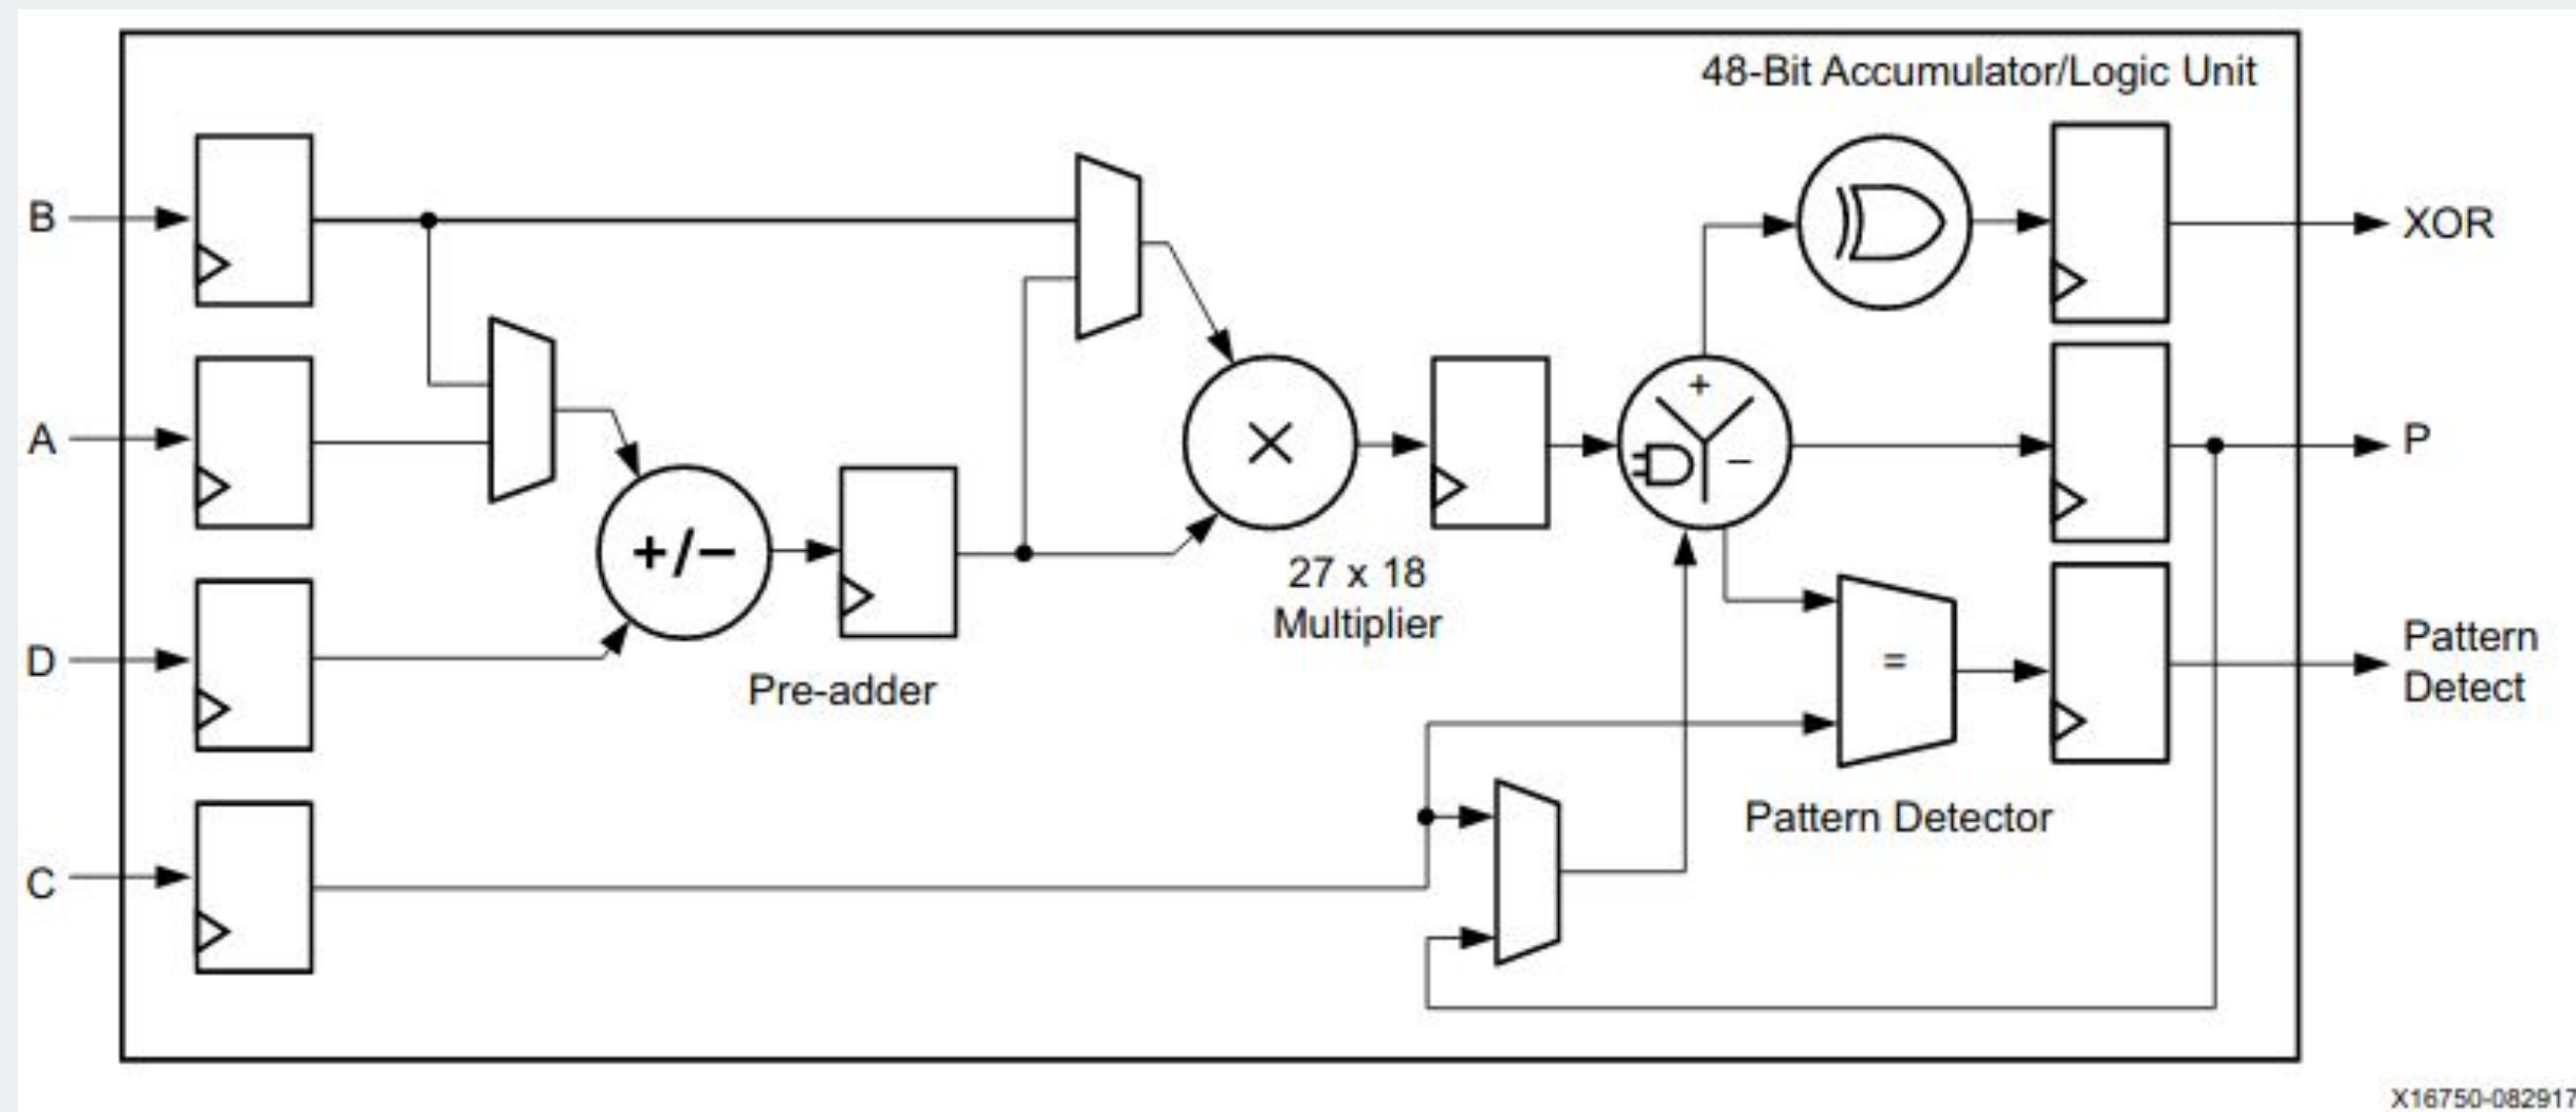 48-Bit Accumulator/Logic Unit
B
XOR
A
+
−
P
+/−
×
27 x 18
Multiplier
D
=
Pattern
Detect
Pre-adder
C
Pattern Detector
X16750-082917